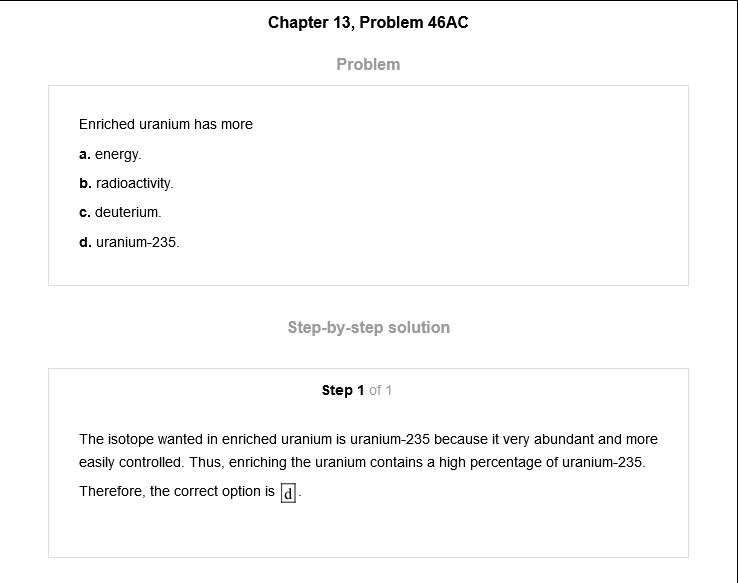 Chapter 13, Problem 46AC
Problem
Enriched uranium has more
a. energy.
b. radioactivity.
c. deuterium.
d. uranium-235.
Step-by-step solution
Step 1 of 1
The isotope wanted in enriched uranium is uranium-235 because it very abundant and more
easily controlled. Thus, enriching the uranium contains a high percentage of uranium-235.
Therefore, the correct option is d.